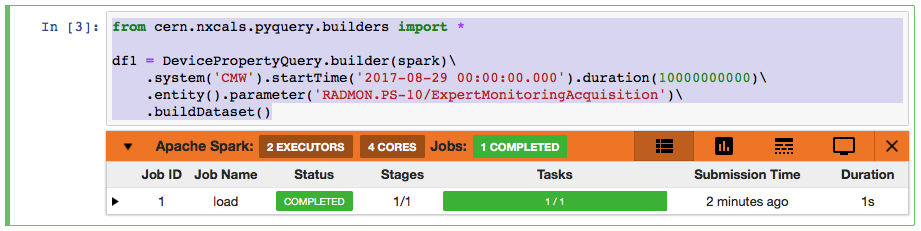 In [3]: from cern.nxcals.pyquery.builders import *
df1 = DevicePropertyQuery.builder(spark)\
.system('CMW').startTime('2017-08-29 00:00:00.000').duration(10000000000)\
.entity().parameter('RADMON.PS-10/ExpertMonitoringAcquisition')\
.buildDataset()
Apache Spark: 2 EXECUTORS 4 CORES Jobs: 1 COMPLETED
Job ID Job Name Status Stages Tasks Submission Time Duration
1 load COMPLETED 1/1 1 / 1 2 minutes ago 1s